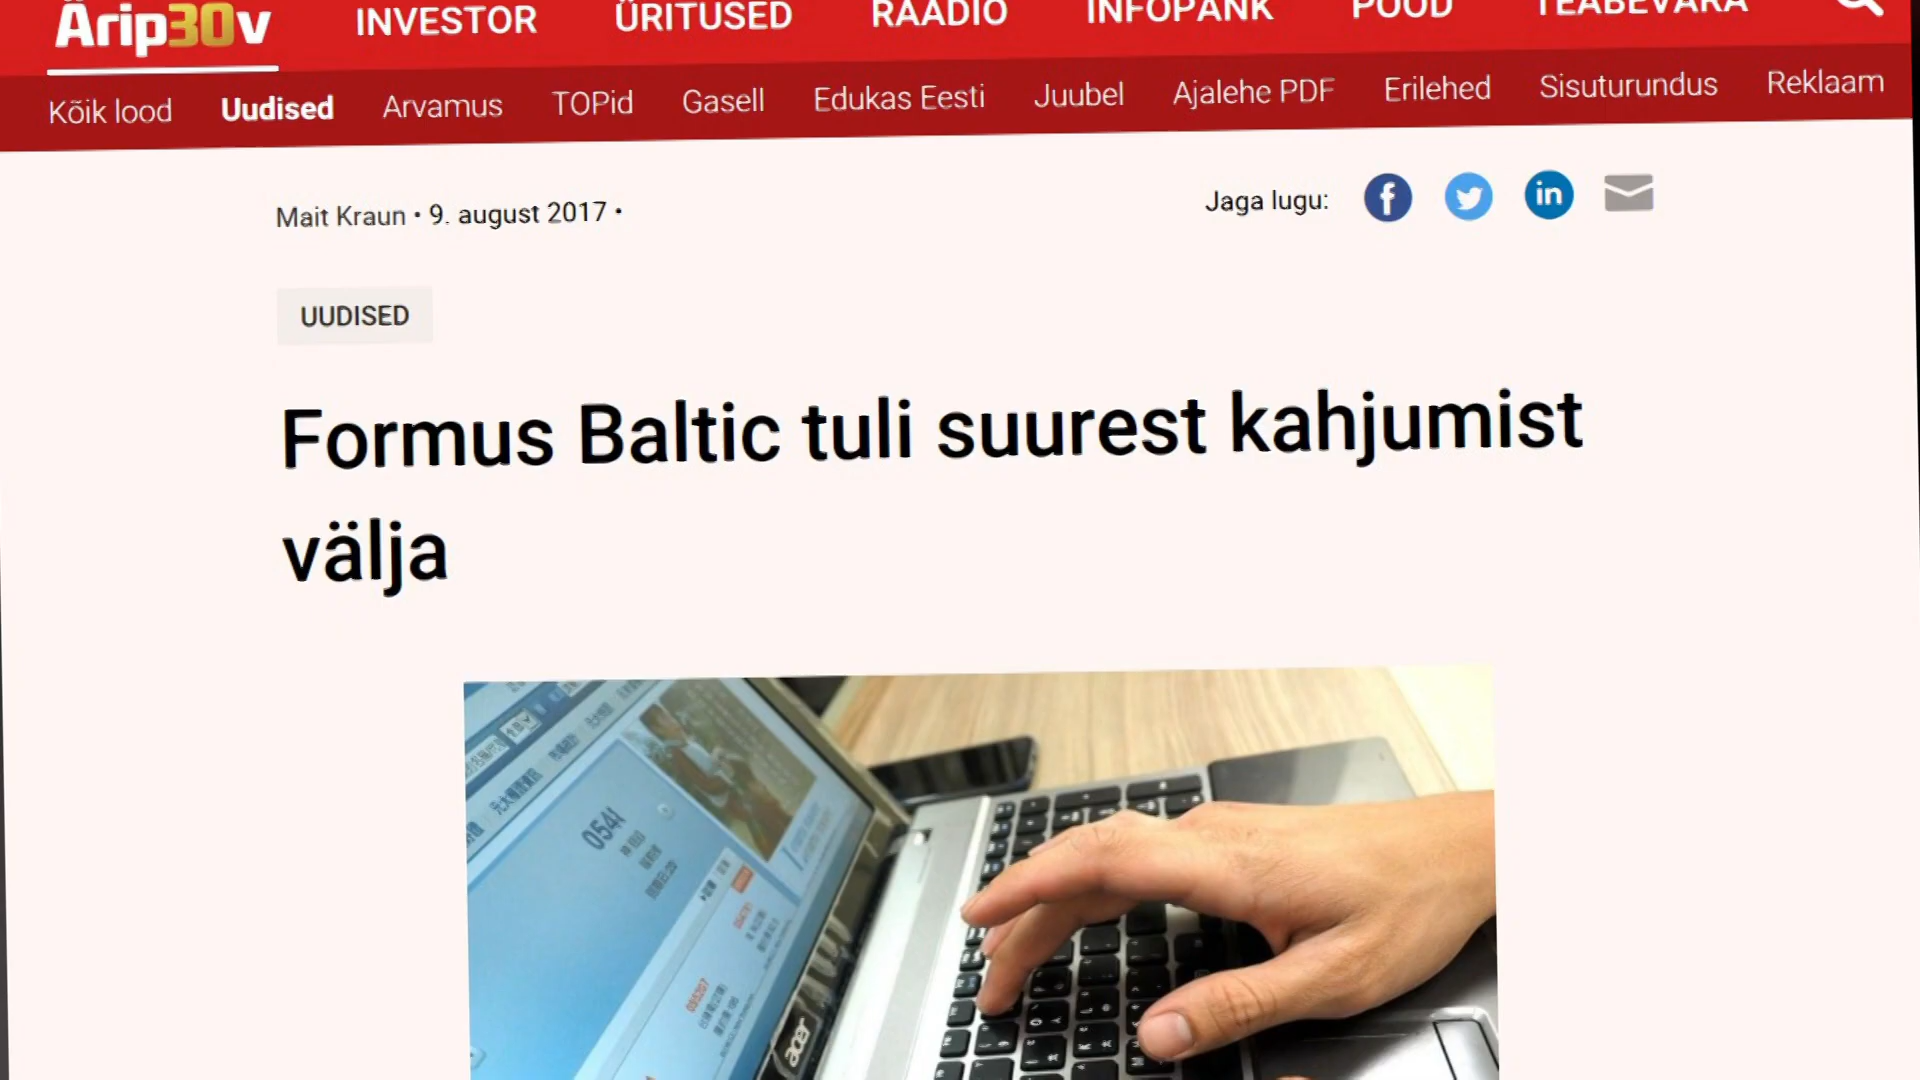 Ärip30v INVESTOR ÜRITUSED RAADIO INFOPANK POOD TEABEVARA
Kõik lood Uudised Arvamus TOPid Gasell Edukas Eesti Juubel Ajalehe PDF Erilehed Sisuturundus Reklaam
Mait Kraun • 9. august 2017 •
Jaga lugu:
UUDISED
Formus Baltic tuli suurest kahjumist
välja
acer